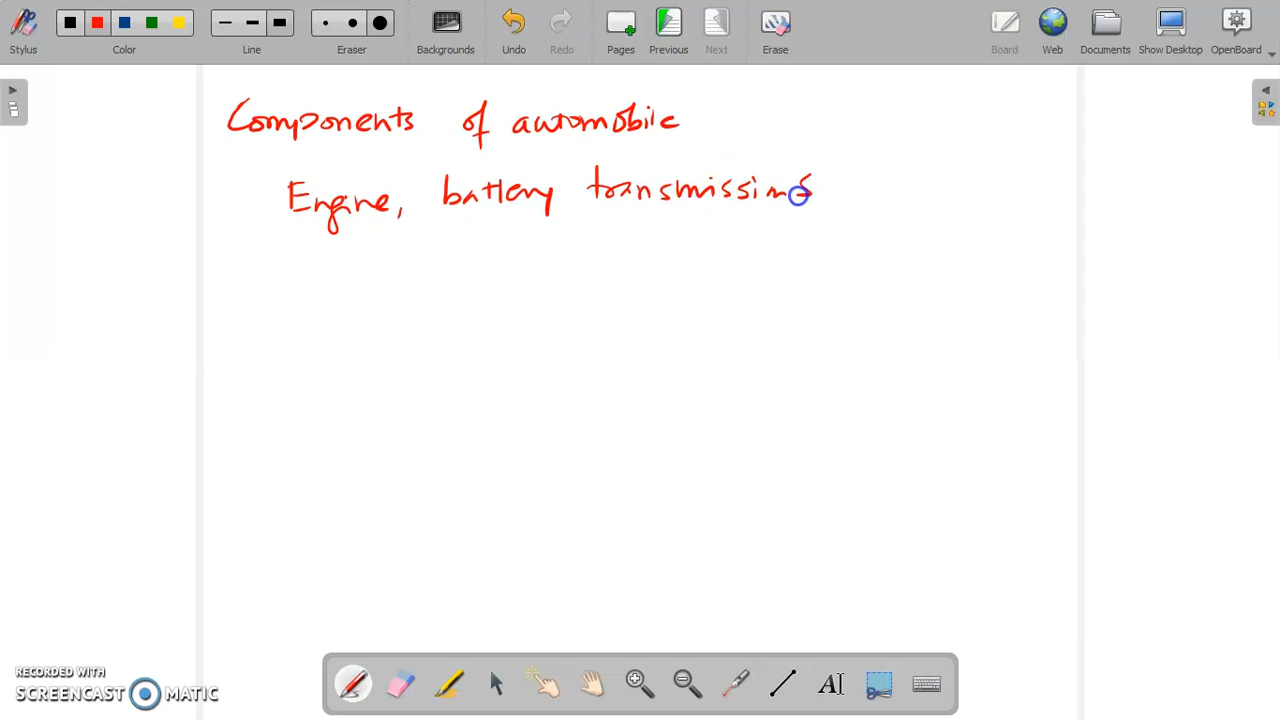 Stylus Color Line Eraser Backgrounds Undo Redo Pages Previous Next Erase Board Web Documents Show Desktop OpenBoard
Components of automobile
Engine, battery transmissions
RECORDED WITH
SCREENCAST MATIC